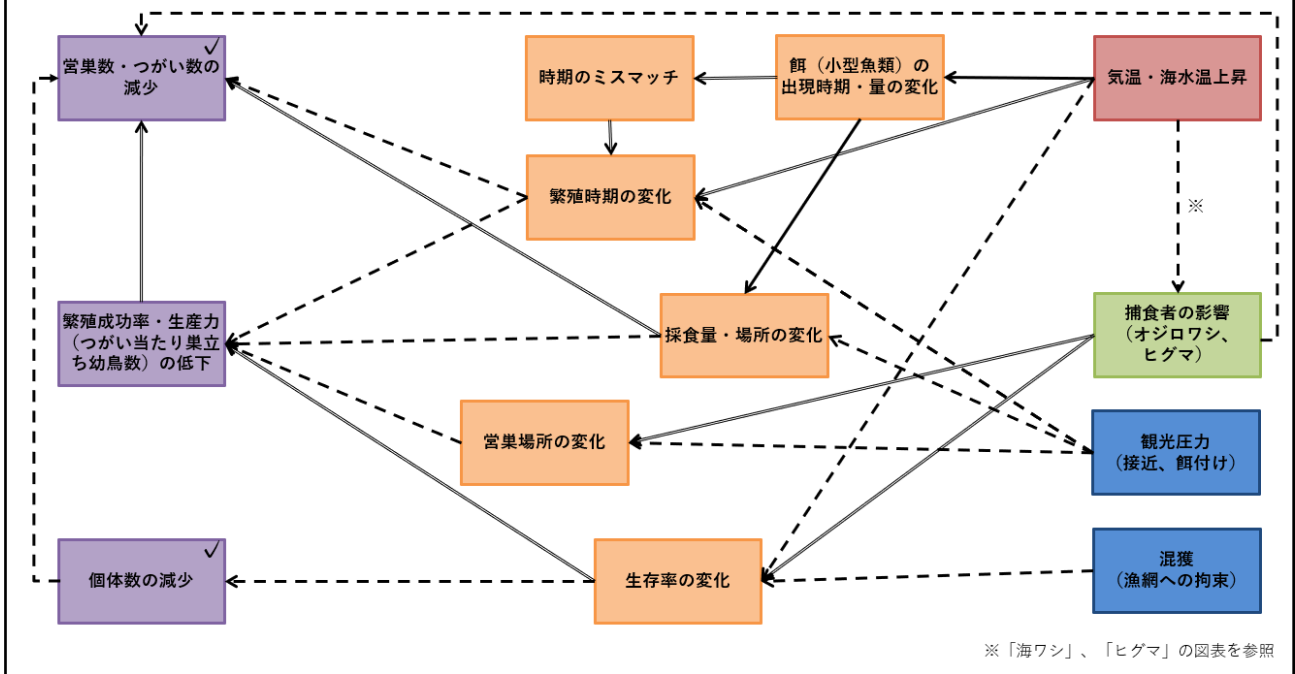 ✓
営巣数・つがい数の
減少
時期のミスマッチ
餌（小型魚類）の
出現時期・量の変化
気温・海水温上昇
繁殖時期の変化
※
繁殖成功率・生産力
（つがい当たり巣立
ち幼鳥数）の低下
採食量・場所の変化
捕食者の影響
（オジロワシ、
ヒグマ）
営巣場所の変化
観光圧力
（接近、餌付け）
✓
個体数の減少
生存率の変化
混獲
（漁網への拘束）
※「海ワシ」、「ヒグマ」の図表を参照